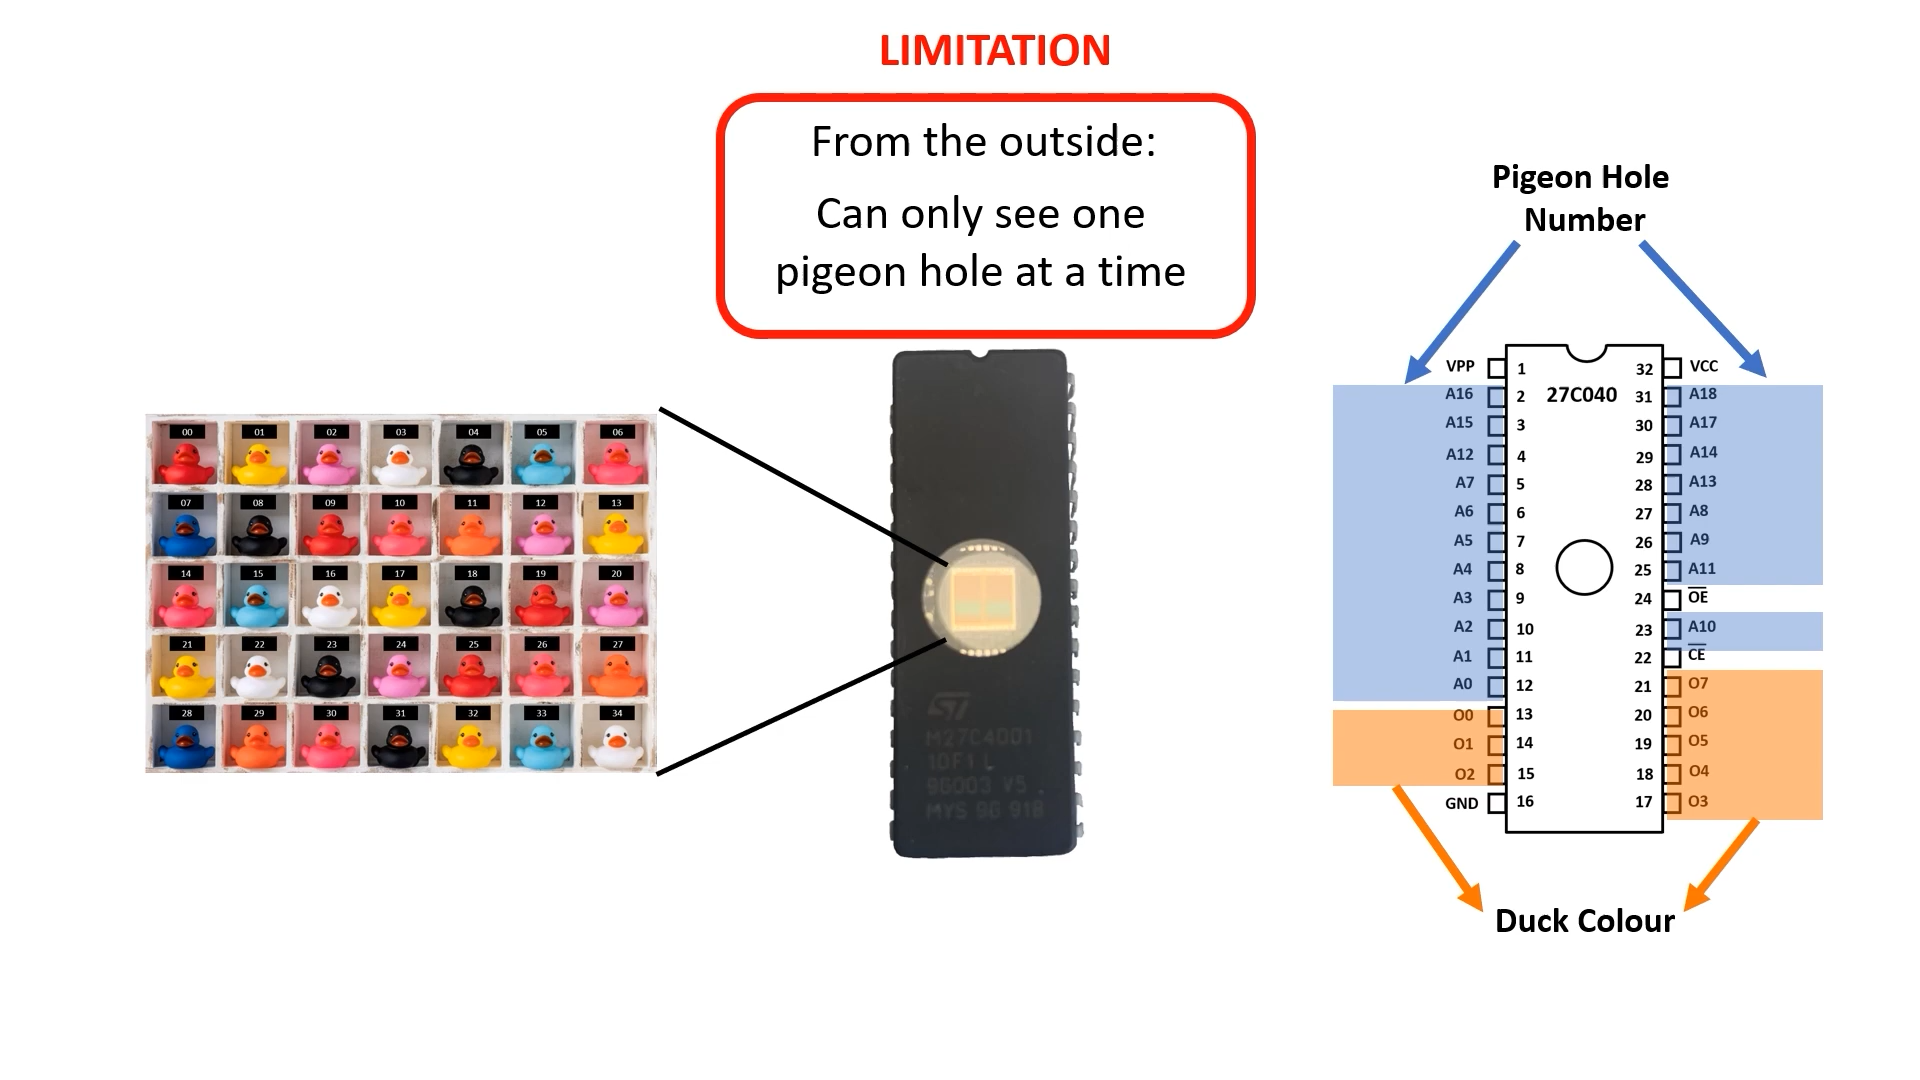 LIMITATION
From the outside:
Can only see one
pigeon hole at a time
00 01 02 03 04 05 06
07 08 09 10 11 12 13
14 15 16 17 18 19 20
21 22 23 24 25 26 27
28 29 30 31 32 33 34
ST
M27C4001
10F1 L
9G003 V5 .
MYS 9G 918
Pigeon Hole
Number
27C040
VPP 1 32 VCC
A16 2 31 A18
A15 3 30 A17
A12 4 29 A14
A7 5 28 A13
A6 6 27 A8
A5 7 26 A9
A4 8 25 A11
A3 9 24 O̅E̅
A2 10 23 A10
A1 11 22 C̅E̅
A0 12 21 O7
O0 13 20 O6
O1 14 19 O5
O2 15 18 O4
GND 16 17 O3
Duck Colour